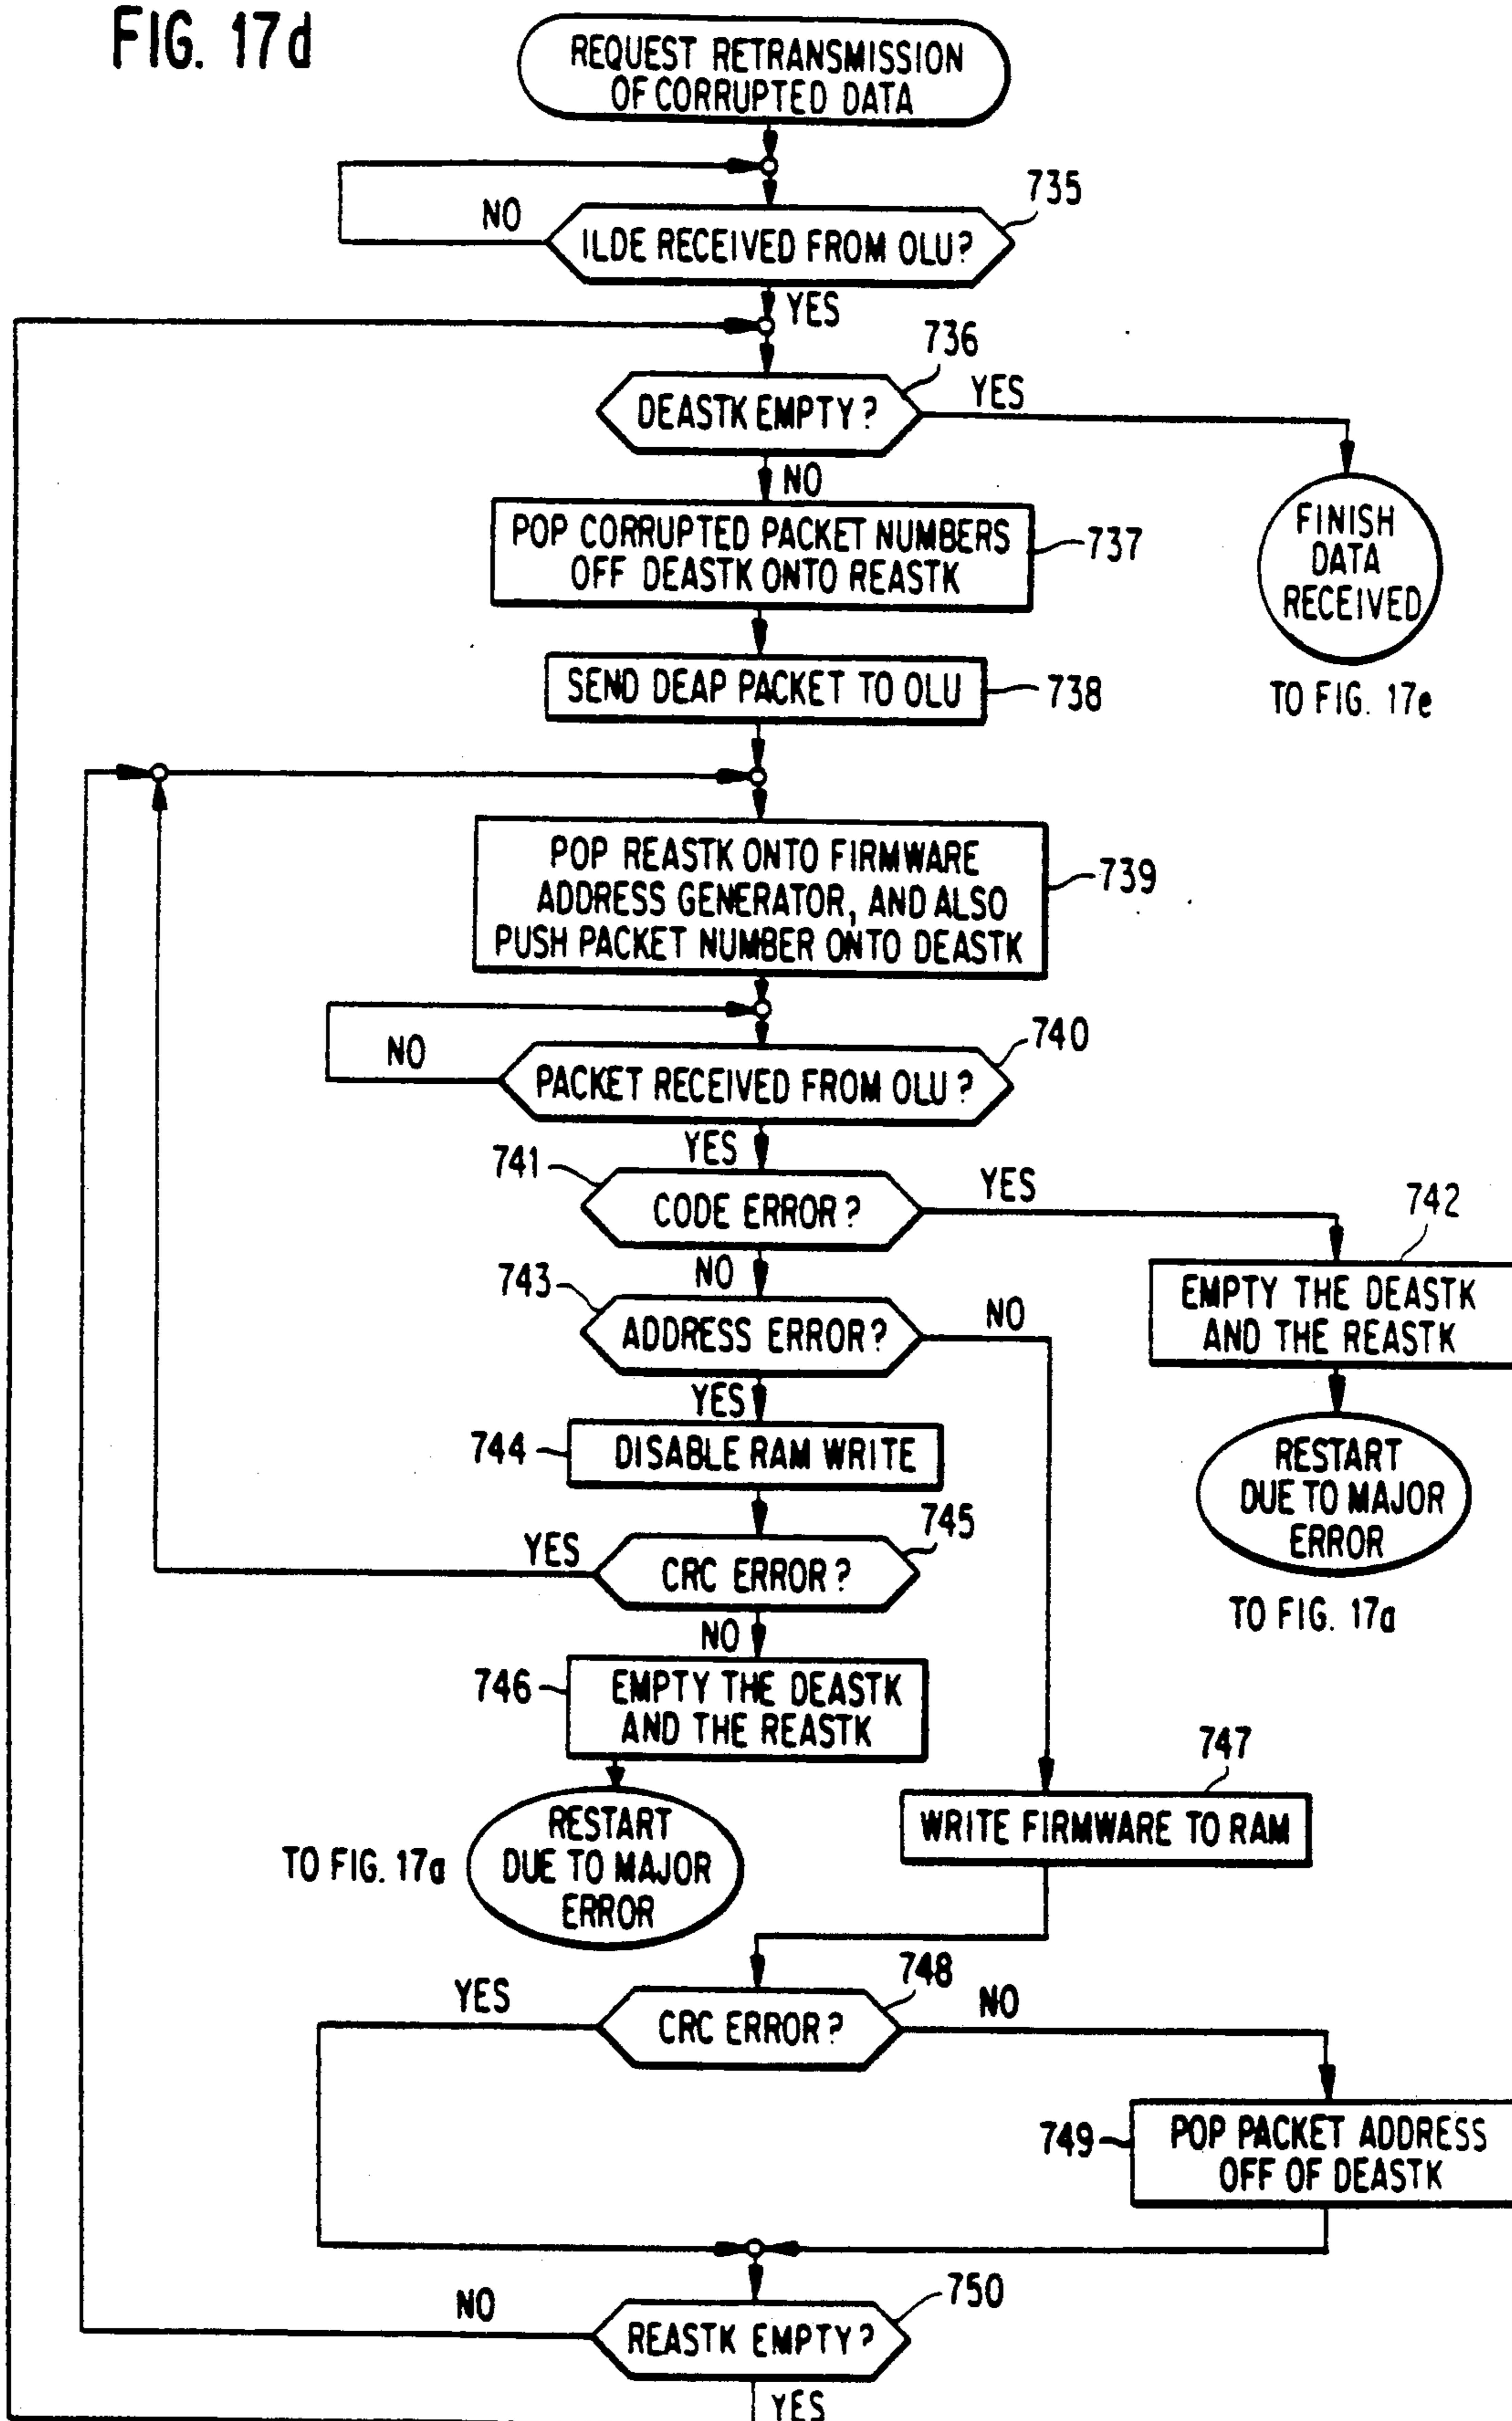 FIG. 17d
REQUEST RETRANSMISSION
OF CORRUPTED DATA
735
NO
ILDE RECEIVED FROM OLU?
YES
736
DEASTK EMPTY?
YES
NO
POP CORRUPTED PACKET NUMBERS
OFF DEASTK ONTO REASTK
737
FINISH
DATA
RECEIVED
TO FIG. 17e
SEND DEAP PACKET TO OLU
738
POP REASTK ONTO FIRMWARE
ADDRESS GENERATOR, AND ALSO
PUSH PACKET NUMBER ONTO DEASTK
739
740
NO
PACKET RECEIVED FROM OLU?
YES
741
CODE ERROR?
YES
742
EMPTY THE DEASTK
AND THE REASTK
NO
743
ADDRESS ERROR?
NO
YES
744
DISABLE RAM WRITE
RESTART
DUE TO MAJOR
ERROR
TO FIG. 17a
745
YES
CRC ERROR?
NO
746
EMPTY THE DEASTK
AND THE REASTK
747
WRITE FIRMWARE TO RAM
TO FIG. 17a
RESTART
DUE TO MAJOR
ERROR
748
YES
CRC ERROR?
NO
749
POP PACKET ADDRESS
OFF OF DEASTK
750
NO
REASTK EMPTY?
YES